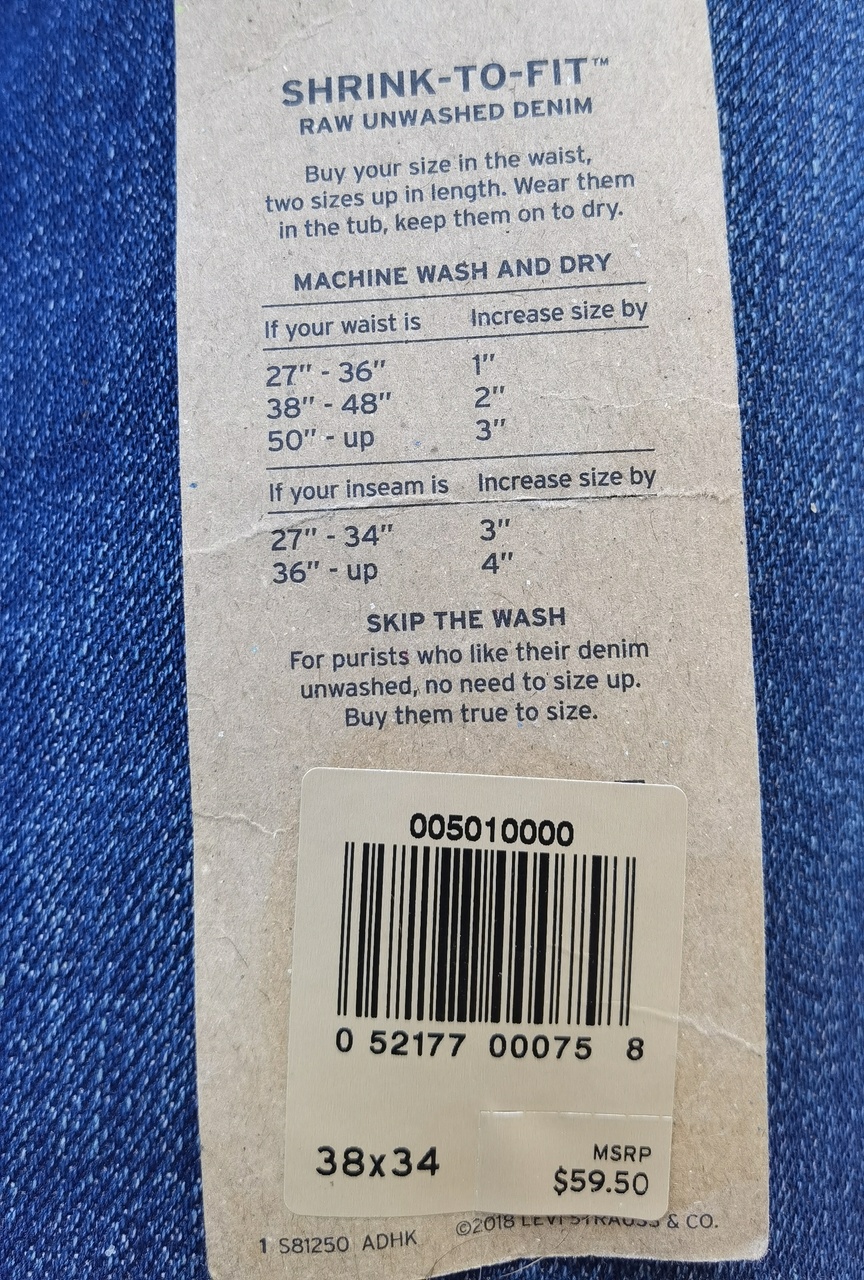 SHRINK-TO-FIT™
RAW UNWASHED DENIM
Buy your size in the waist,
two sizes up in length. Wear them
in the tub, keep them on to dry.
MACHINE WASH AND DRY
If your waist is Increase size by
27" - 36" 1"
38" - 48" 2"
50" - up 3"
If your inseam is Increase size by
27" - 34" 3"
36" - up 4"
SKIP THE WASH
For purists who like their denim
unwashed, no need to size up.
Buy them true to size.
005010000
0 52177 00075 8
38x34
MSRP
$59.50
©2018 LEVI STRAUSS & CO.
1 S81250 ADHK